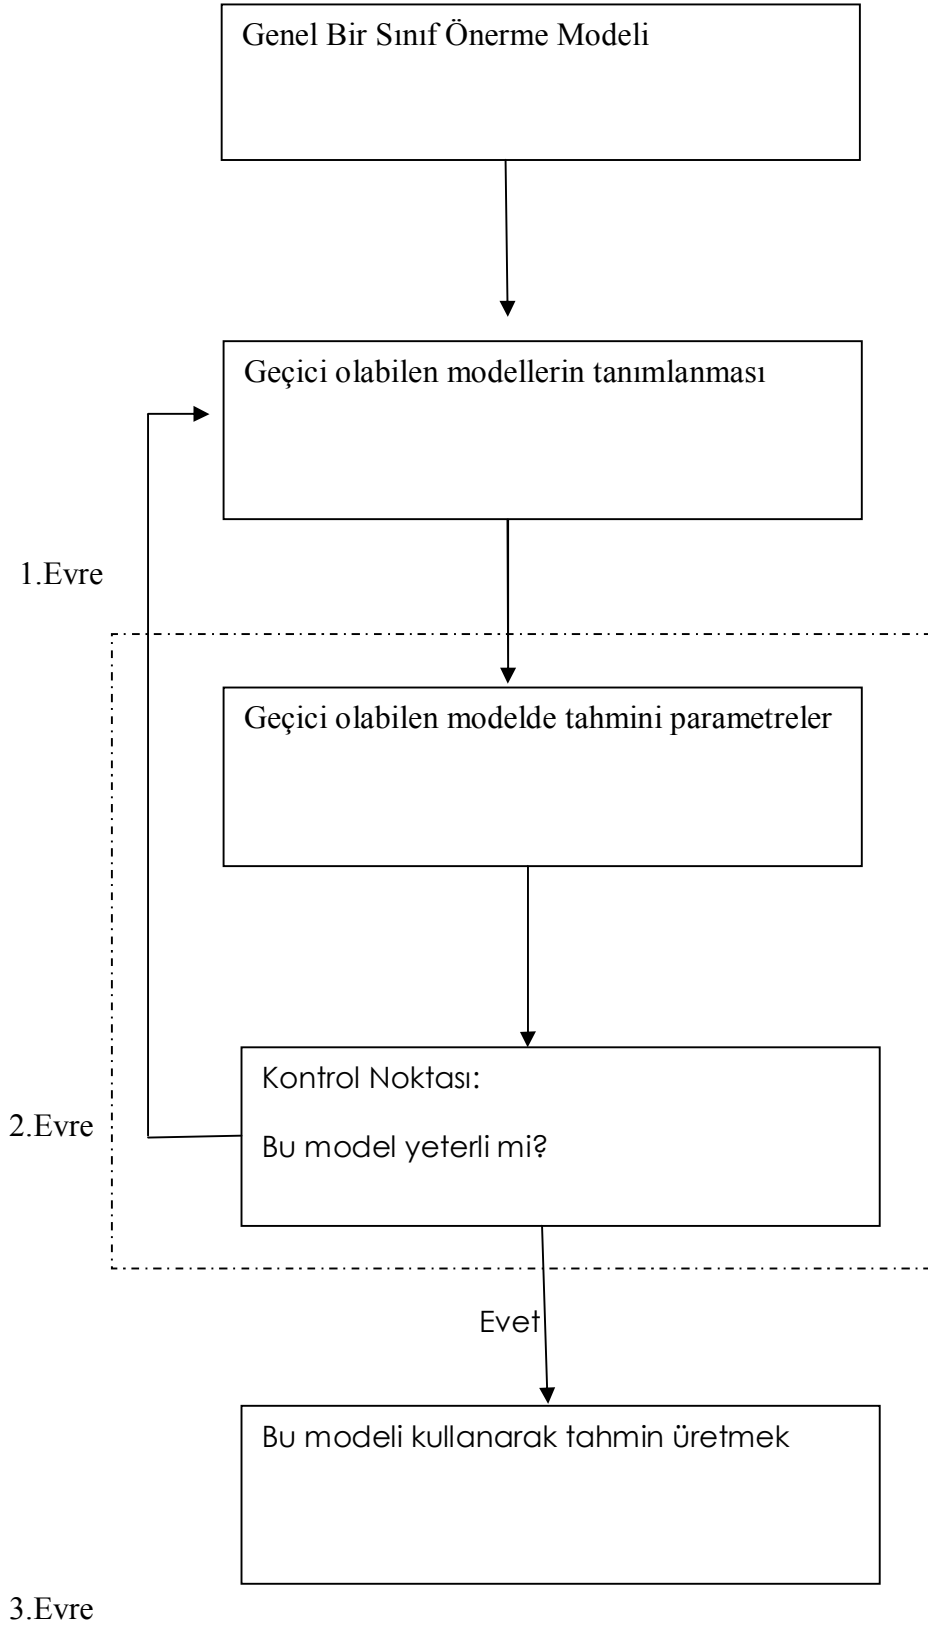 Genel Bir Sınıf Önerme Modeli
Geçici olabilen modellerin tanımlanması
1.Evre
Geçici olabilen modelde tahmini parametreler
Kontrol Noktası:
2.Evre
Bu model yeterli mi?
Evet
Bu modeli kullanarak tahmin üretmek
3.Evre